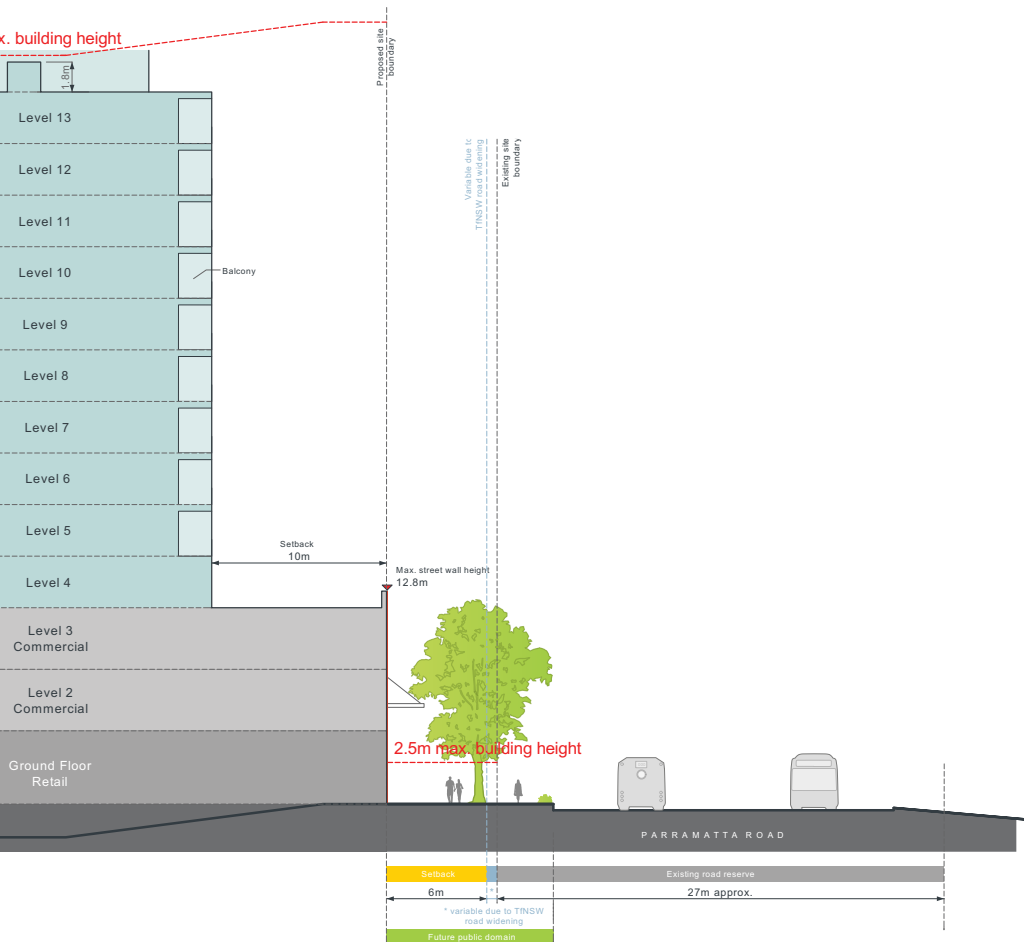 x. building height
Proposed site
boundary
1.8m
Level 13
Variable due to
TfNSW road widening
Existing site
boundary
Level 12
Level 11
Level 10
Balcony
Level 9
Level 8
Level 7
Level 6
Level 5
Setback
10m
Level 4
Max. street wall height
12.8m
Level 3
Commercial
Level 2
Commercial
2.5m max. building height
Ground Floor
Retail
PARRAMATTA ROAD
Setback
Existing road reserve
6m
*
27m approx.
* variable due to TfNSW
road widening
Future public domain